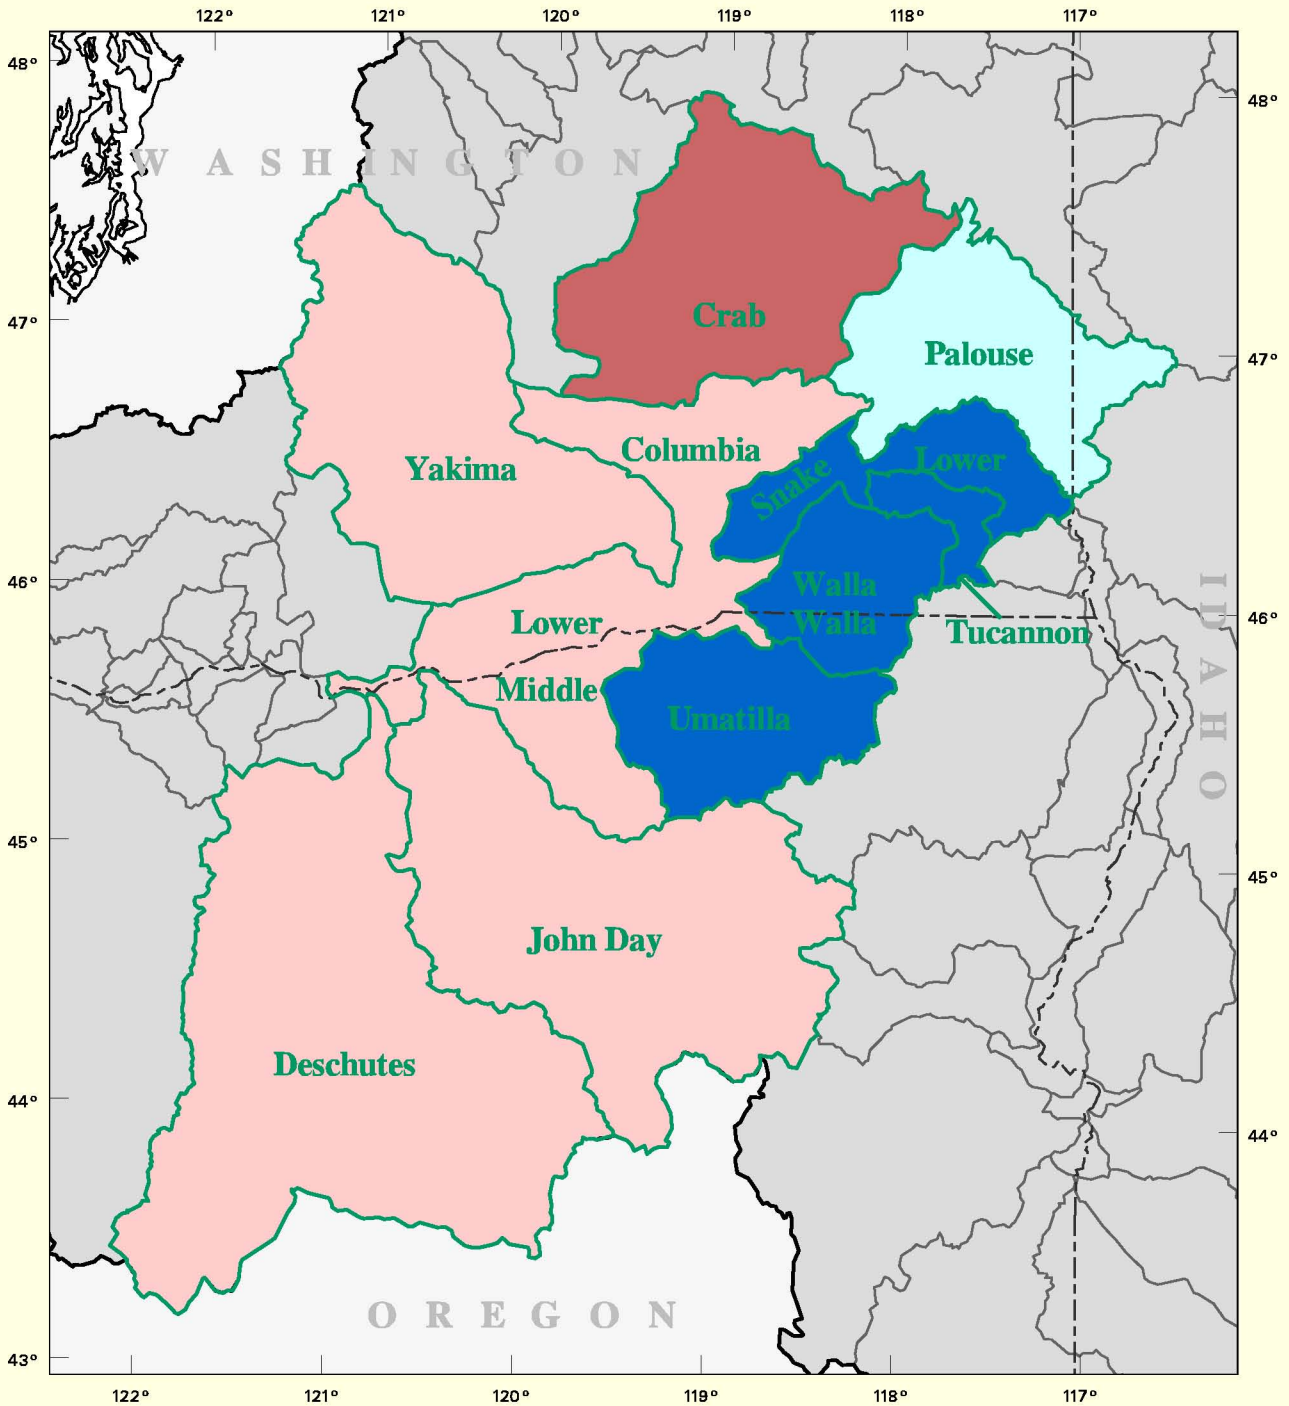 122° 121° 120° 119° 118° 117°
48°
48°
W A S H I N G T O N
47°
Crab
Palouse
47°
Columbia
Yakima
Snake
Lower
46°
Walla
Walla
Lower
46°
Tucannon
IDAHO
Middle
Umatilla
45°
45°
John Day
Deschutes
44°
44°
O R E G O N
43°
122° 121° 120° 119° 118° 117°